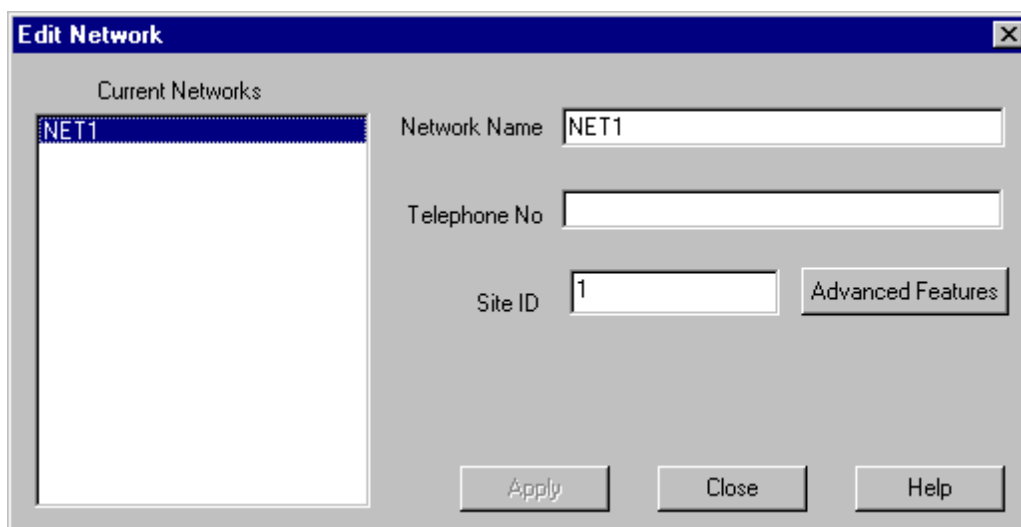 Edit Network
Current Networks
NET1
Network Name NET1
Telephone No
Site ID 1 Advanced Features
Apply Close Help